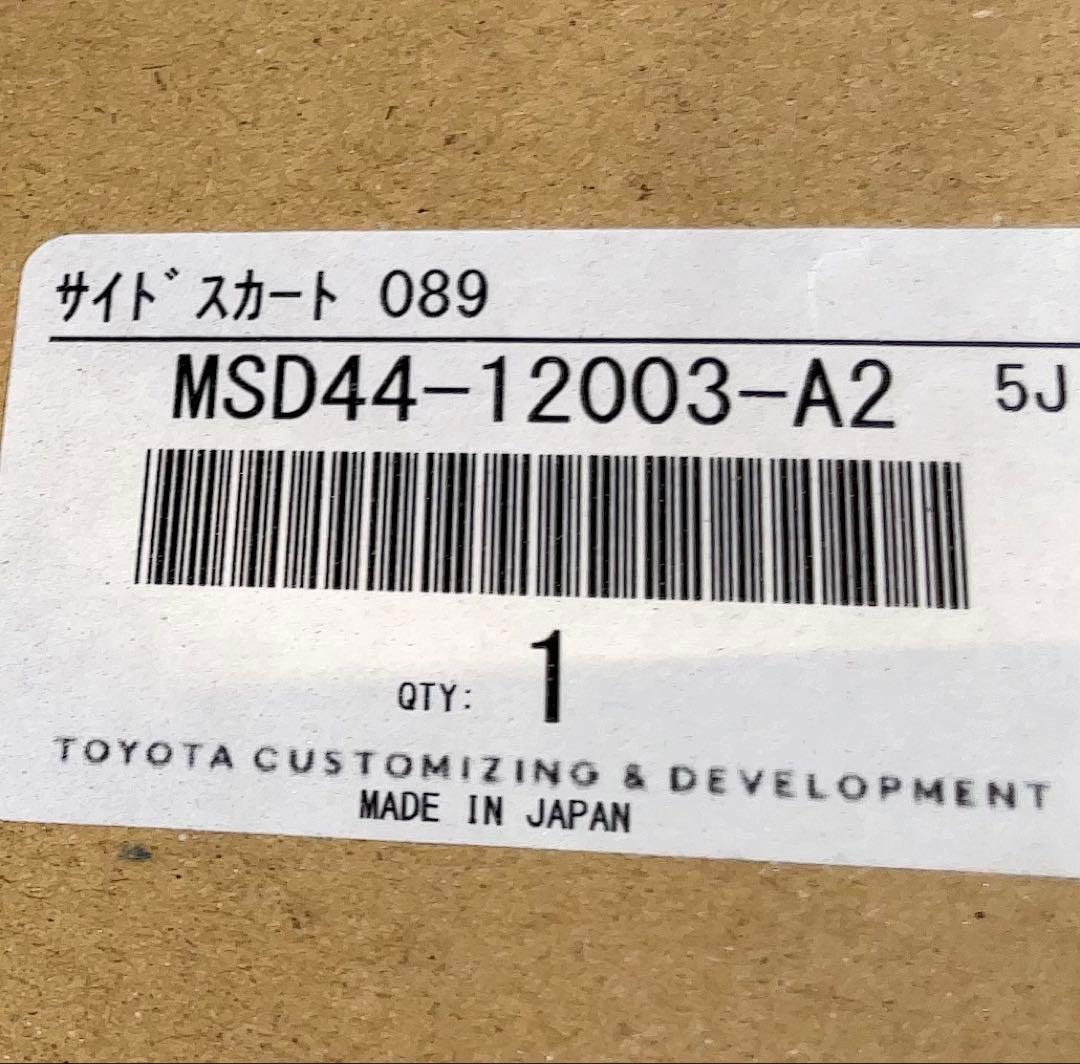 サイドスカート 089
MSD44-12003-A2 5J
QTY: 1
TOYOTA CUSTOMIZING & DEVELOPMENT
MADE IN JAPAN